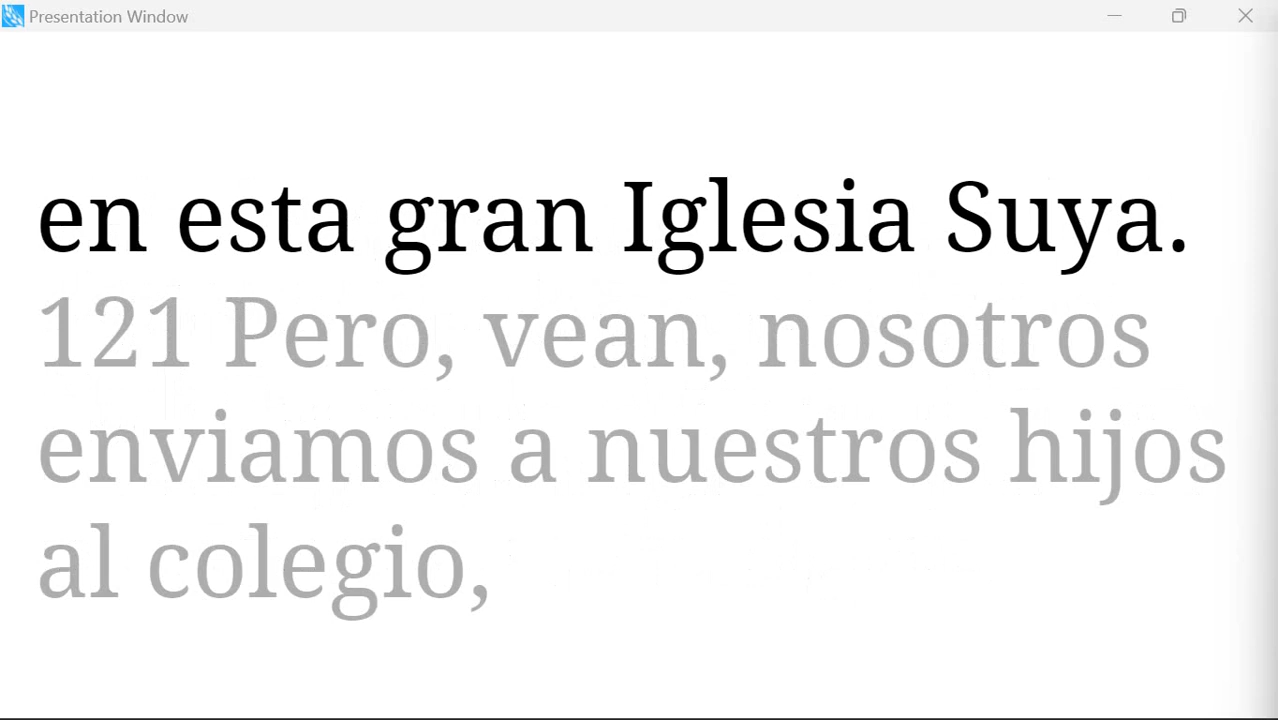 Presentation Window
en esta gran Iglesia Suya.
121 Pero, vean, nosotros
enviamos a nuestros hijos
al colegio,